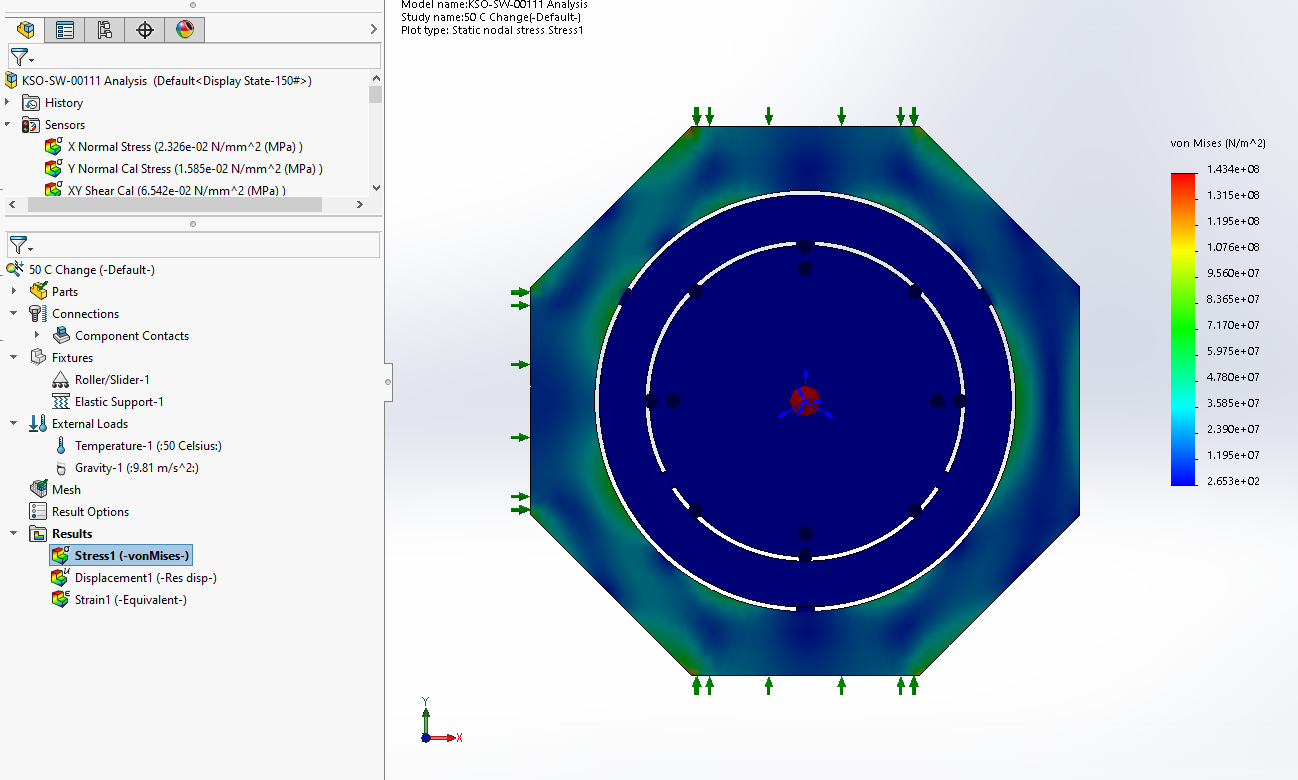 Model name:KSO-SW-00111 Analysis
Study name:50 C Change(-Default-)
Plot type: Static nodal stress Stress1
KSO-SW-00111 Analysis (Default<Display State-150#>)
History
Sensors
X Normal Stress (2.326e-02 N/mm^2 (MPa) )
Y Normal Cal Stress (1.585e-02 N/mm^2 (MPa) )
XY Shear Cal (6.542e-02 N/mm^2 (MPa) )
50 C Change (-Default-)
Parts
Connections
Component Contacts
Fixtures
Roller/Slider-1
Elastic Support-1
External Loads
Temperature-1 (:50 Celsius:)
Gravity-1 (:9.81 m/s^2:)
Mesh
Result Options
Results
Stress1 (-vonMises-)
Displacement1 (-Res disp-)
Strain1 (-Equivalent-)
von Mises (N/m^2)
1.434e+08
1.315e+08
1.195e+08
1.076e+08
9.560e+07
8.365e+07
7.170e+07
5.975e+07
4.780e+07
3.585e+07
2.390e+07
1.195e+07
2.653e+02
Y
X